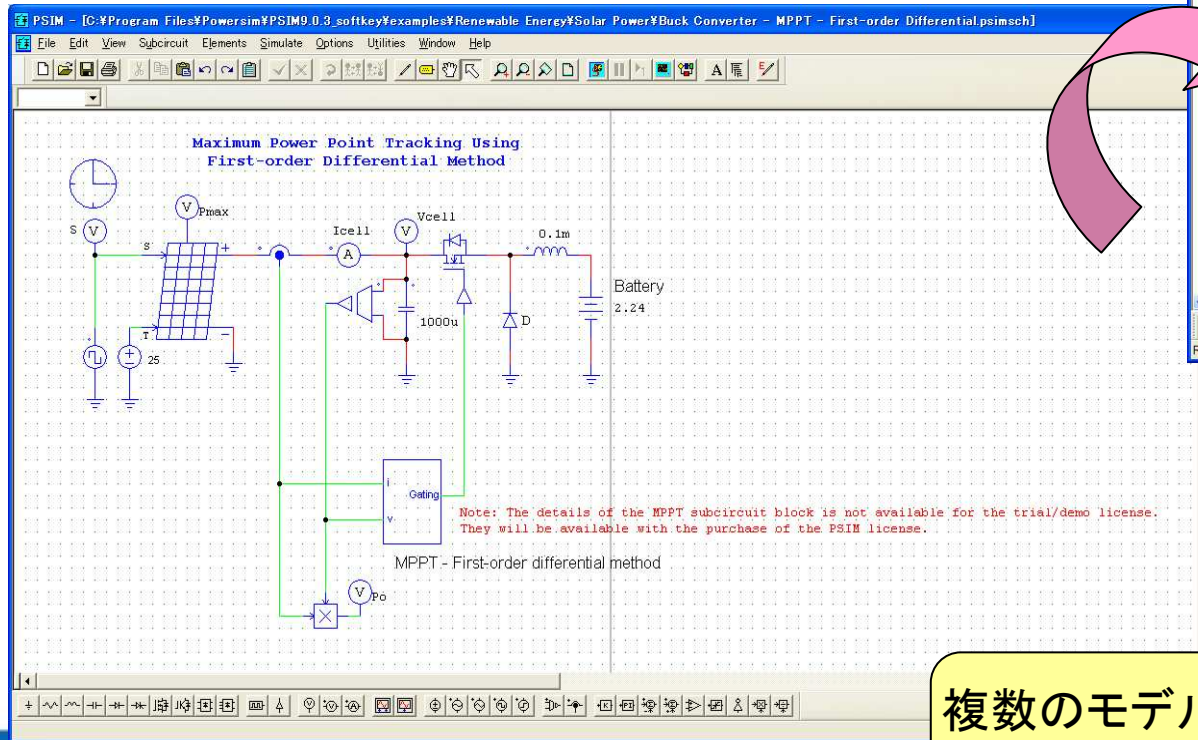 PSIM - [C:¥Program Files¥Powersim¥PSIM9.0.3_softkey¥examples¥Renewable Energy¥Solar Power¥Buck Converter - MPPT - First-order Differential.psimsch]
File Edit View Subcircuit Elements Simulate Options Utilities Window Help
Maximum Power Point Tracking Using
First-order Differential Method
V Pmax
S V
Icell
A
Vcell
V
0.1m
S
+
Battery
2.24
1000u
D
T
-
25
i
Gating
v
Note: The details of the MPPT subcircuit block is not available for the trial/demo license.
They will be available with the purchase of the PSIM license.
MPPT - First-order differential method
V Po
複数のモデル